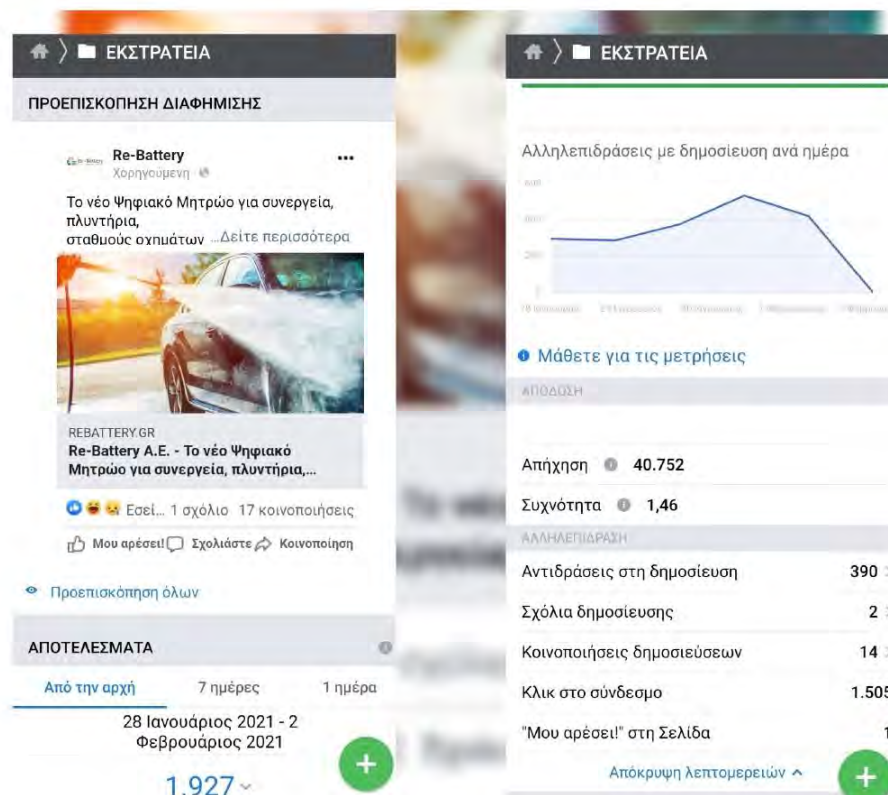 ΕΚΣΤΡΑΤΕΙΑ
ΠΡΟΕΠΙΣΚΟΠΗΣΗ ΔΙΑΦΗΜΙΣΗΣ
Re-Battery
Χορηγούμενη
Το νέο Ψηφιακό Μητρώο για συνεργεία,
πλυντήρια,
σταθμούς οχημάτων ...Δείτε περισσότερα
REBATTERY.GR
Re-Battery A.E. - Το νέο Ψηφιακό
Μητρώο για συνεργεία, πλυντήρια,...
Εσεί... 1 σχόλιο 17 κοινοποιήσεις
Μου αρέσει! Σχολιάστε Κοινοποίηση
Προεπισκόπηση όλων
ΑΠΟΤΕΛΕΣΜΑΤΑ
Από την αρχή 7 ημέρες 1 ημέρα
28 Ιανουάριος 2021 - 2
Φεβρουάριος 2021
1.927
ΕΚΣΤΡΑΤΕΙΑ
Αλληλεπιδράσεις με δημοσίευση ανά ημέρα
Μάθετε για τις μετρήσεις
ΑΠΟΔΟΣΗ
Απήχηση 40.752
Συχνότητα 1,46
ΑΛΛΗΛΕΠΙΔΡΑΣΗ
Αντιδράσεις στη δημοσίευση 390
Σχόλια δημοσίευσης 2
Κοινοποιήσεις δημοσιεύσεων 14
Κλικ στο σύνδεσμο 1.505
"Μου αρέσει!" στη Σελίδα 1
Απόκρυψη λεπτομερειών